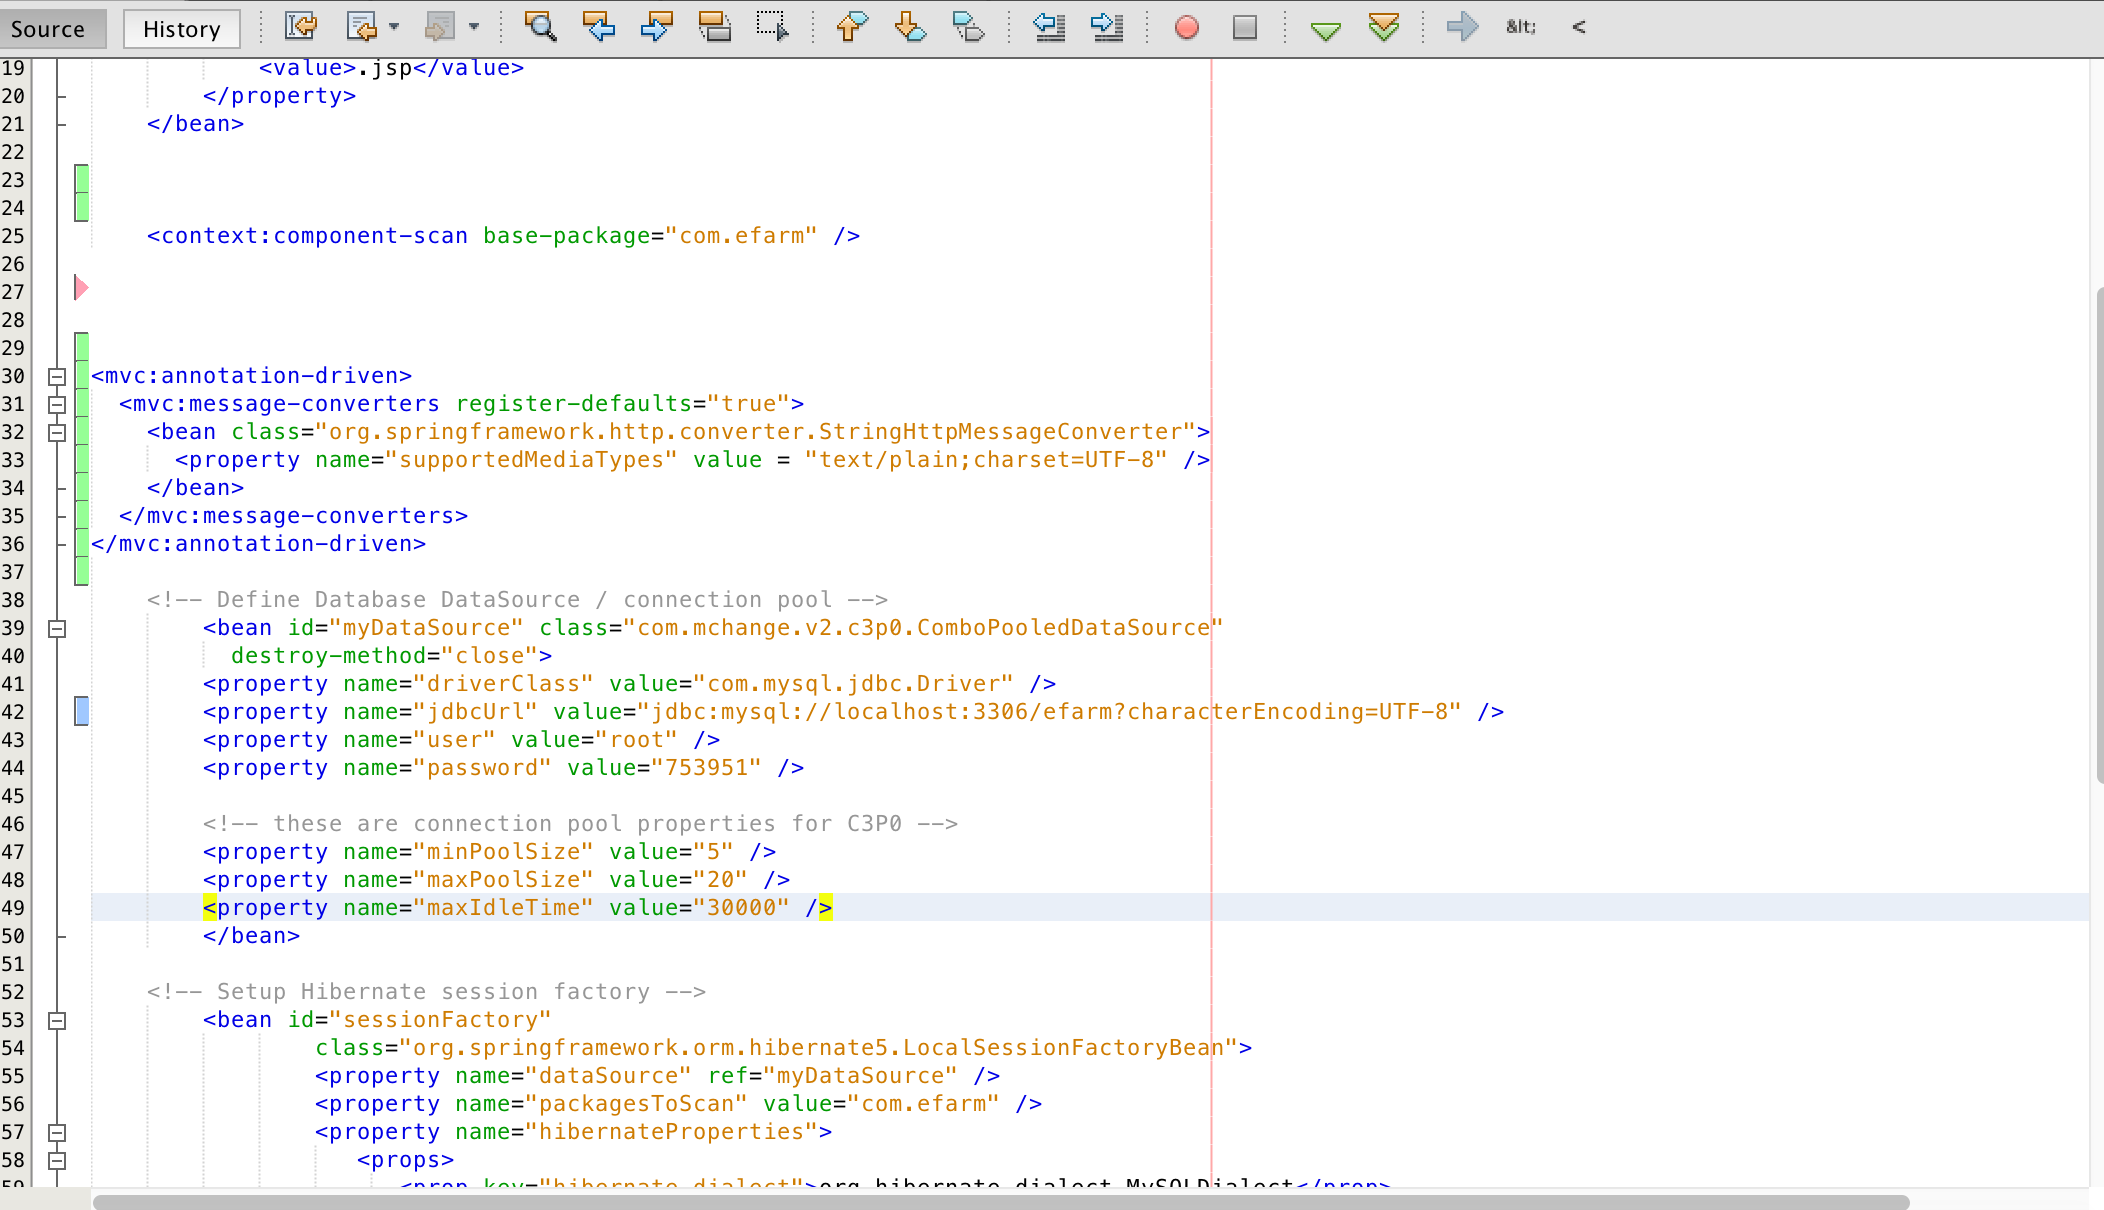 Source History &lt; <
19 <value>.jsp</value>
20 </property>
21 </bean>
22
23
24
25 <context:component-scan base-package="com.efarm" />
26
27
28
29
30 <mvc:annotation-driven>
31 <mvc:message-converters register-defaults="true">
32 <bean class="org.springframework.http.converter.StringHttpMessageConverter">
33 <property name="supportedMediaTypes" value = "text/plain;charset=UTF-8" />
34 </bean>
35 </mvc:message-converters>
36 </mvc:annotation-driven>
37
38 <!-- Define Database DataSource / connection pool -->
39 <bean id="myDataSource" class="com.mchange.v2.c3p0.ComboPooledDataSource"
40 destroy-method="close">
41 <property name="driverClass" value="com.mysql.jdbc.Driver" />
42 <property name="jdbcUrl" value="jdbc:mysql://localhost:3306/efarm?characterEncoding=UTF-8" />
43 <property name="user" value="root" />
44 <property name="password" value="753951" />
45
46 <!-- these are connection pool properties for C3P0 -->
47 <property name="minPoolSize" value="5" />
48 <property name="maxPoolSize" value="20" />
49 <property name="maxIdleTime" value="30000" />
50 </bean>
51
52 <!-- Setup Hibernate session factory -->
53 <bean id="sessionFactory"
54 class="org.springframework.orm.hibernate5.LocalSessionFactoryBean">
55 <property name="dataSource" ref="myDataSource" />
56 <property name="packagesToScan" value="com.efarm" />
57 <property name="hibernateProperties">
58 <props>
59 <prop key="hibernate.dialect">org.hibernate.dialect.MySQLDialect</prop>